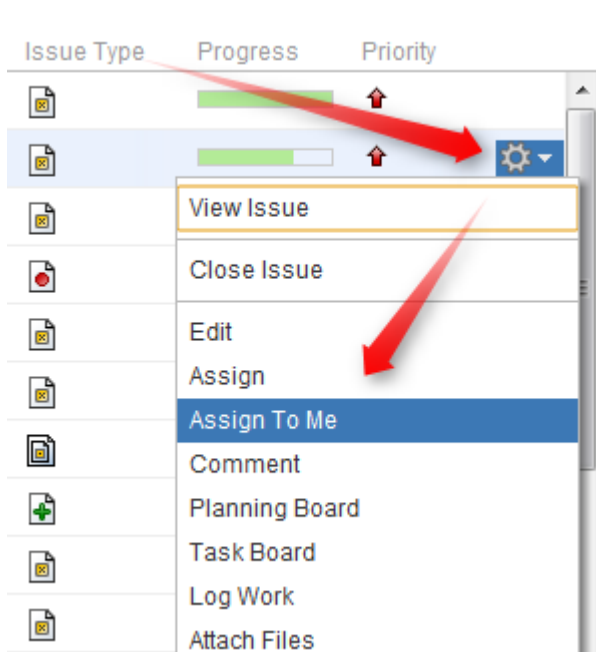 Issue Type Progress Priority
View Issue
Close Issue
Edit
Assign
Assign To Me
Comment
Planning Board
Task Board
Log Work
Attach Files